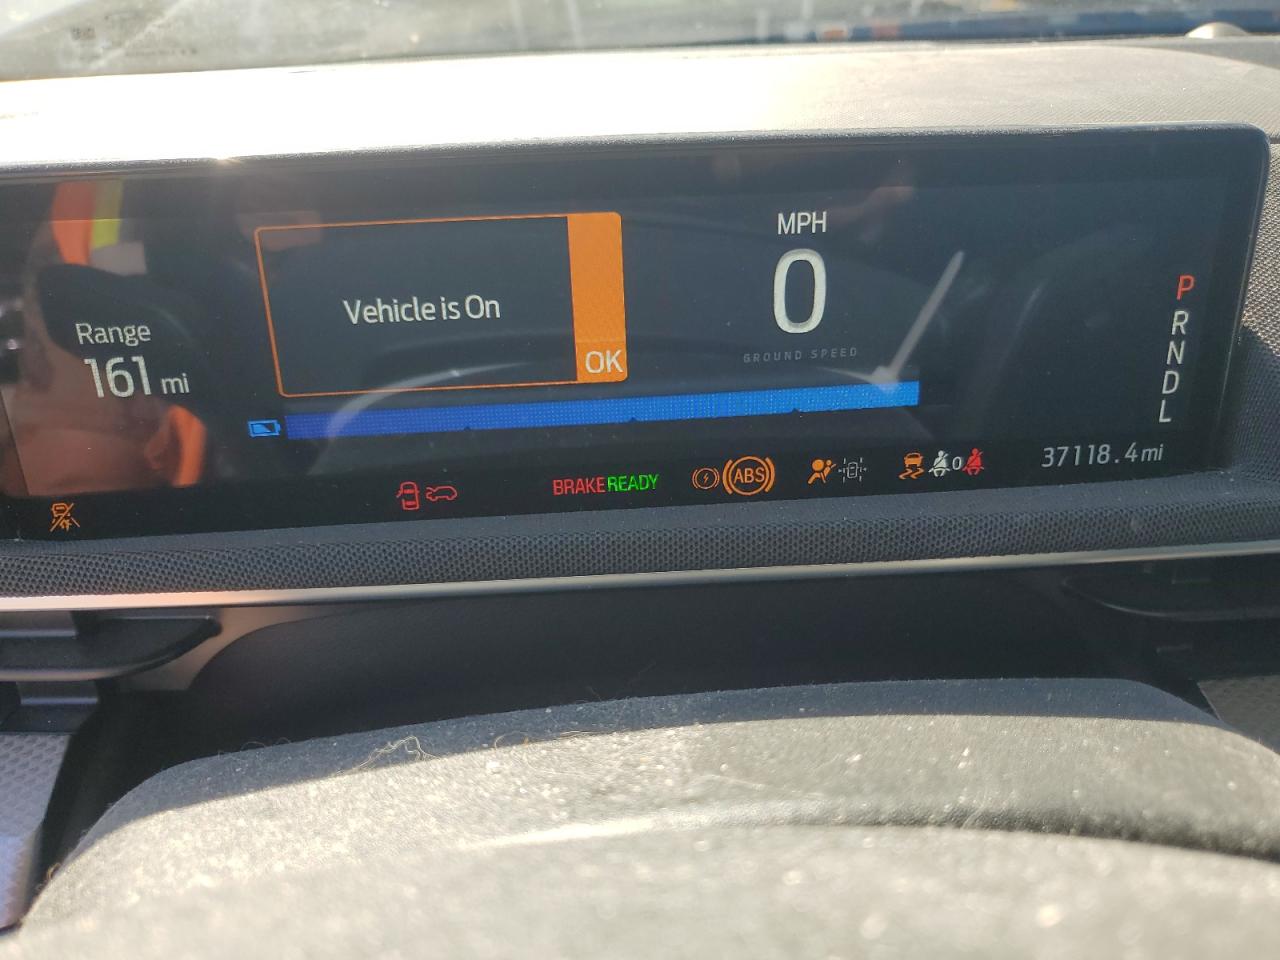 Range
161 mi
Vehicle is On
OK
MPH
0
GROUND SPEED
P
R
N
D
L
BRAKE READY
ABS
0
37118.4 mi